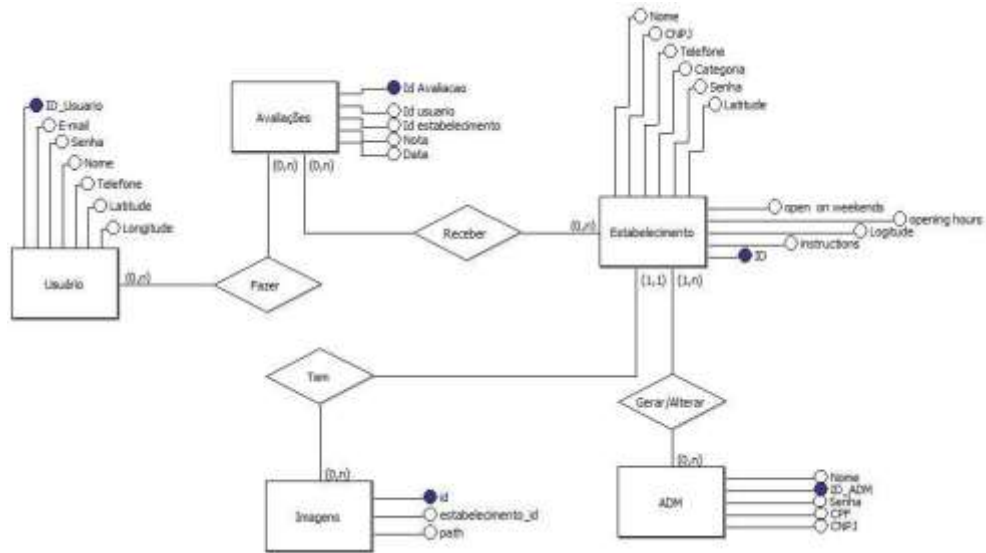 Nome
CNPJ
Telefone
Categoria
Senha
Latitude
Id Avaliacao
Id usuario
Id estabelecimento
Nota
Data
Avaliações
(0,n)
(0,n)
ID_Usuario
E-mail
Senha
Nome
Telefone
Latitude
Longitude
Usuário
(0,n)
Fazer
Receber
(0,n)
Estabelecimento
open on weekends
opening hours
Logitude
instructions
ID
(1,1)
(1,n)
Tem
Gerar/Alterar
(0,n)
Imagens
id
estabelecimento_id
path
(0,n)
ADM
Nome
ID_ADM
Senha
CPF
CNPJ